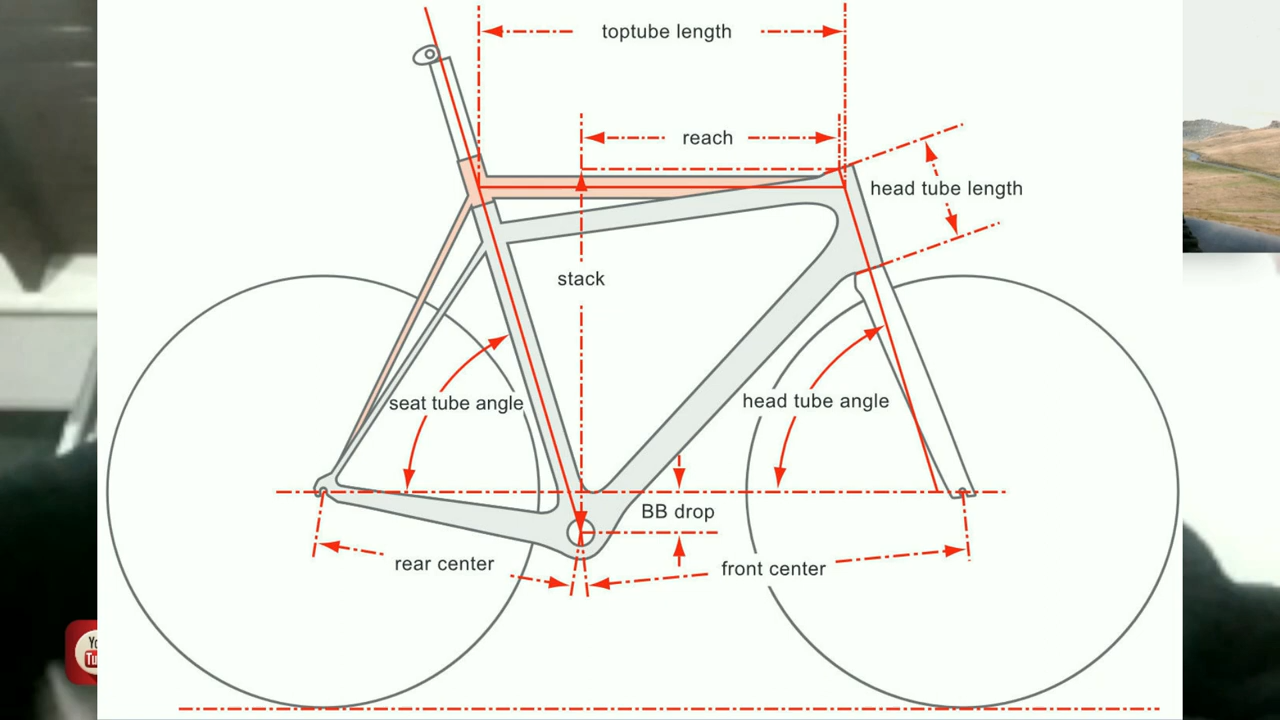 toptube length
reach
head tube length
stack
seat tube angle
head tube angle
BB drop
rear center
front center